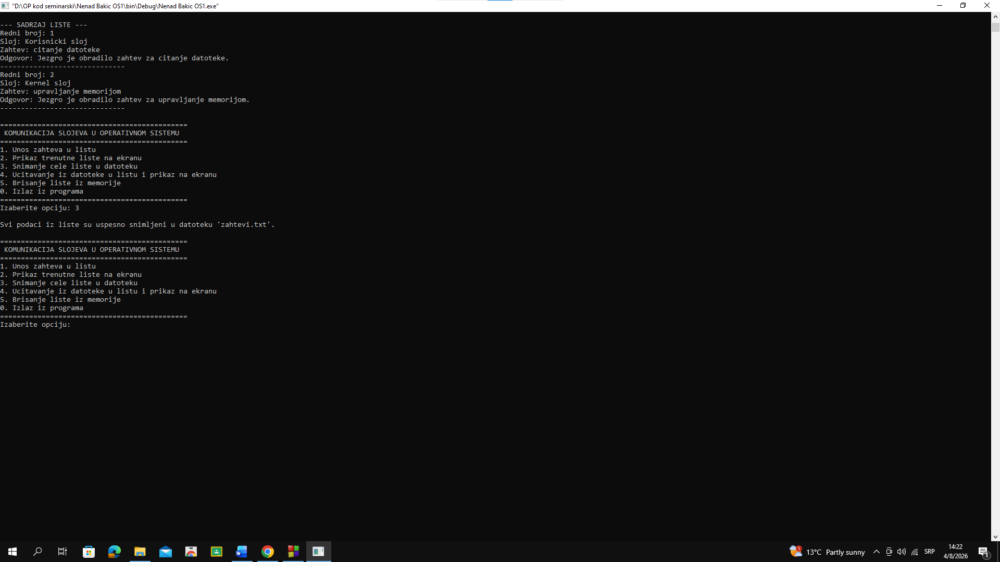 "D:\OP kod seminarski\Nenad Bakic OS1\bin\Debug\Nenad Bakic OS1.exe"
--- SADRZAJ LISTE ---
Redni broj: 1
Sloj: Korisnicki sloj
Zahtev: citanje datoteke
Odgovor: Jezgro je obradilo zahtev za citanje datoteke.
------------------------------
Redni broj: 2
Sloj: Kernel sloj
Zahtev: upravljanje memorijom
Odgovor: Jezgro je obradilo zahtev za upravljanje memorijom.
------------------------------
=============================================
KOMUNIKACIJA SLOJEVA U OPERATIVNOM SISTEMU
=============================================
1. Unos zahteva u listu
2. Prikaz trenutne liste na ekranu
3. Snimanje cele liste u datoteku
4. Ucitavanje iz datoteke u listu i prikaz na ekranu
5. Brisanje liste iz memorije
0. Izlaz iz programa
=============================================
Izaberite opciju: 3
Svi podaci iz liste su uspesno snimljeni u datoteku 'zahtevi.txt'.
=============================================
KOMUNIKACIJA SLOJEVA U OPERATIVNOM SISTEMU
=============================================
1. Unos zahteva u listu
2. Prikaz trenutne liste na ekranu
3. Snimanje cele liste u datoteku
4. Ucitavanje iz datoteke u listu i prikaz na ekranu
5. Brisanje liste iz memorije
0. Izlaz iz programa
=============================================
Izaberite opciju:
1
13°C Partly sunny
SRP
14:22
4/8/2026
1